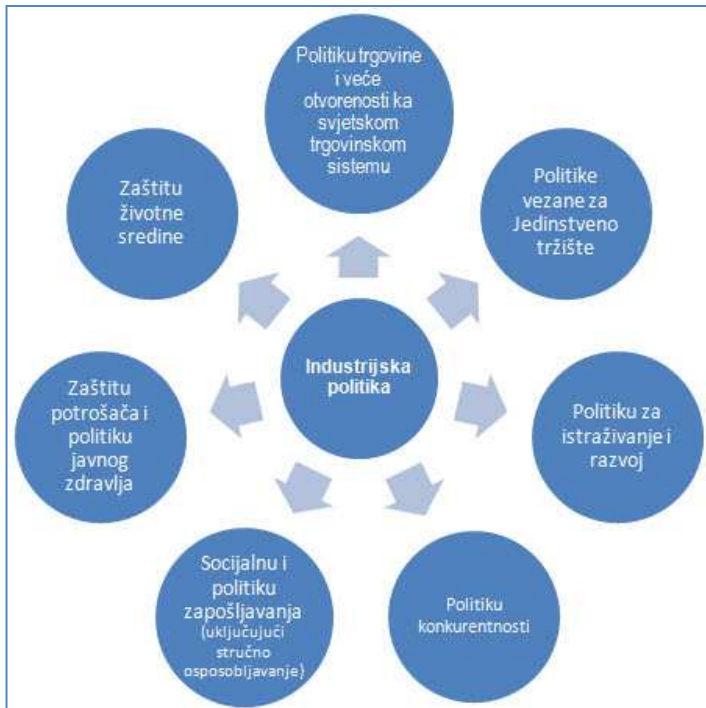 Politiku trgovine
i veće
otvorenosti ka
svjetskom
trgovinskom
sistemu
Politike
vezane za
Jedinstveno
tržište
Politiku za
istraživanje i
razvoj
Politiku
konkurentnosti
Socijalnu i
politiku
zapošljavanja
(uključujući
stručno
osposobljavanje)
Zaštitu
potrošača i
politiku
javnog
zdravlja
Zaštitu
životne
sredine
Industrijska
politika